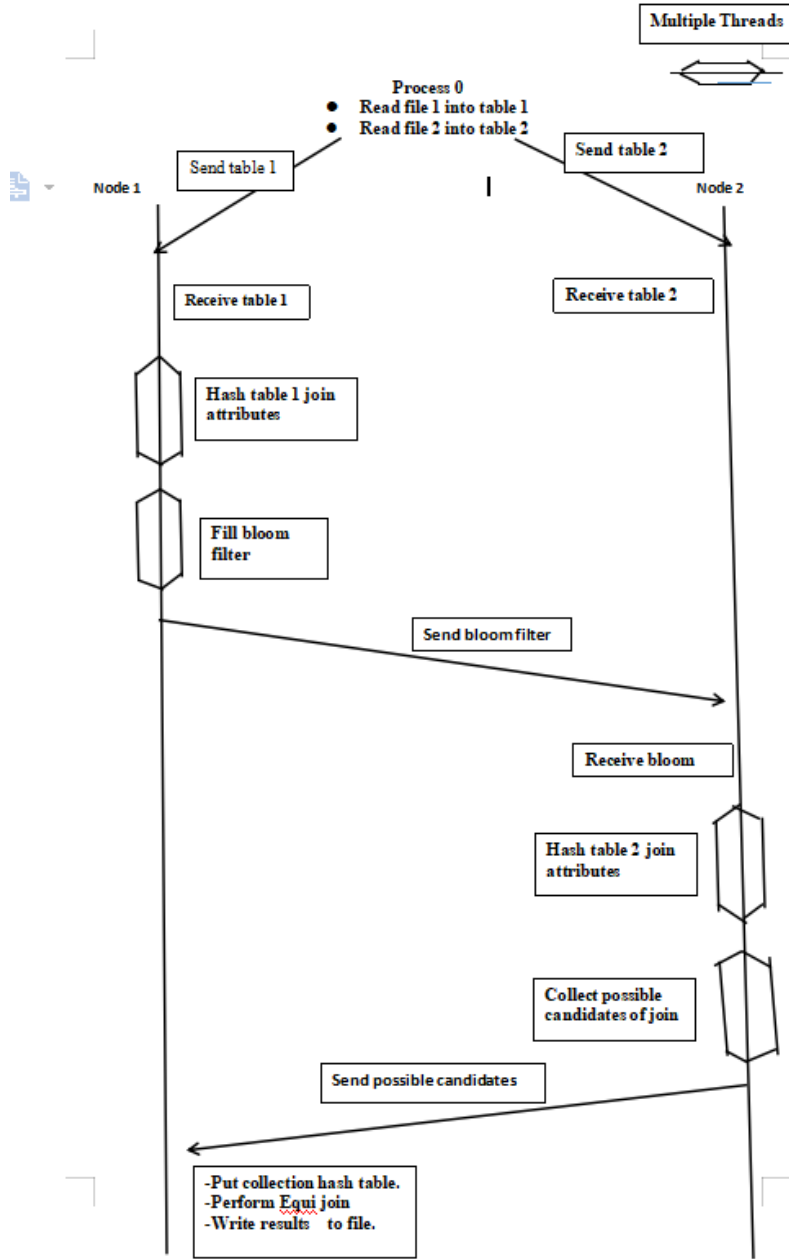 Multiple Threads
Process 0
● Read file 1 into table 1
● Read file 2 into table 2
Send table 1
Send table 2
Node 1
Node 2
Receive table 1
Receive table 2
Hash table 1 join
attributes
Fill bloom
filter
Send bloom filter
Receive bloom
Hash table 2 join
attributes
Collect possible
candidates of join
Send possible candidates
-Put collection hash table.
-Perform Equi join
-Write results to file.